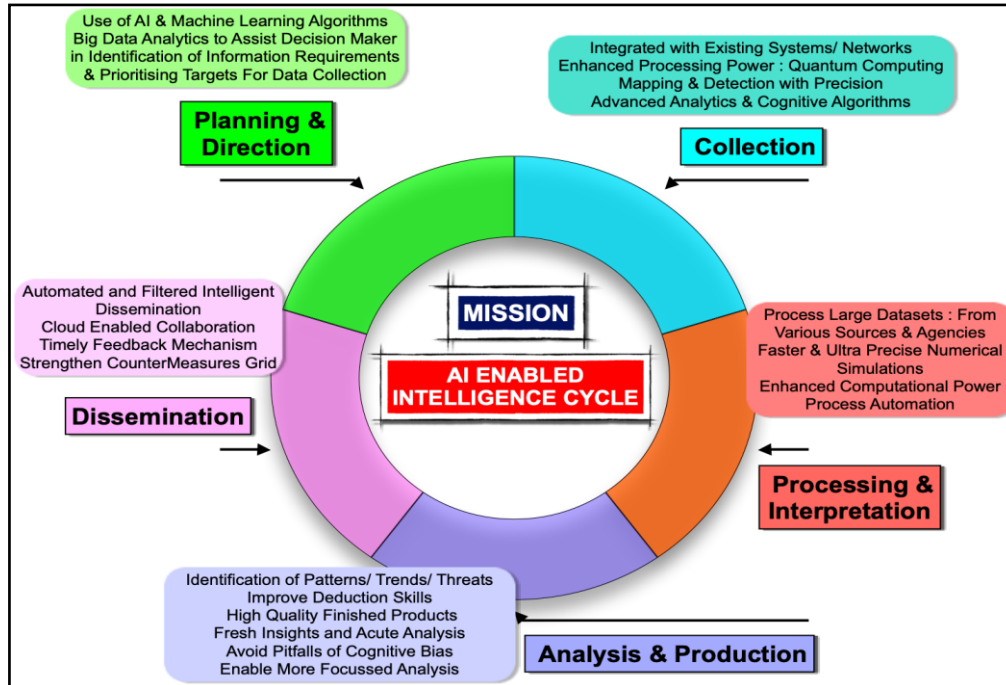 Use of AI & Machine Learning Algorithms
Big Data Analytics to Assist Decision Maker
in Identification of Information Requirements
& Prioritising Targets For Data Collection
Planning &
Direction
Integrated with Existing Systems/ Networks
Enhanced Processing Power : Quantum Computing
Mapping & Detection with Precision
Advanced Analytics & Cognitive Algorithms
Collection
MISSION
AI ENABLED
INTELLIGENCE CYCLE
Automated and Filtered Intelligent
Dissemination
Cloud Enabled Collaboration
Timely Feedback Mechanism
Strengthen CounterMeasures Grid
Dissemination
Process Large Datasets : From
Various Sources & Agencies
Faster & Ultra Precise Numerical
Simulations
Enhanced Computational Power
Process Automation
Processing &
Interpretation
Identification of Patterns/ Trends/ Threats
Improve Deduction Skills
High Quality Finished Products
Fresh Insights and Acute Analysis
Avoid Pitfalls of Cognitive Bias
Enable More Focussed Analysis
Analysis & Production